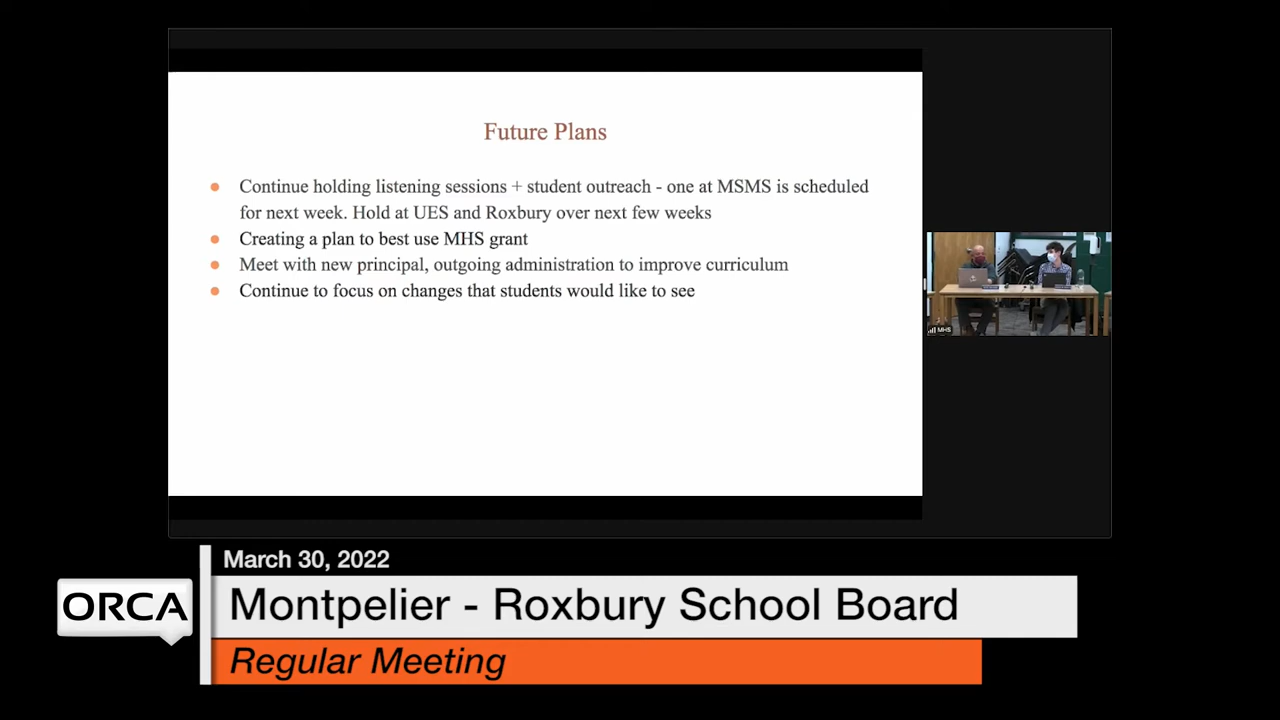 Future Plans
● Continue holding listening sessions + student outreach - one at MSMS is scheduled
for next week. Hold at UES and Roxbury over next few weeks
● Creating a plan to best use MHS grant
● Meet with new principal, outgoing administration to improve curriculum
● Continue to focus on changes that students would like to see
MHS
March 30, 2022
ORCA
Montpelier - Roxbury School Board
Regular Meeting